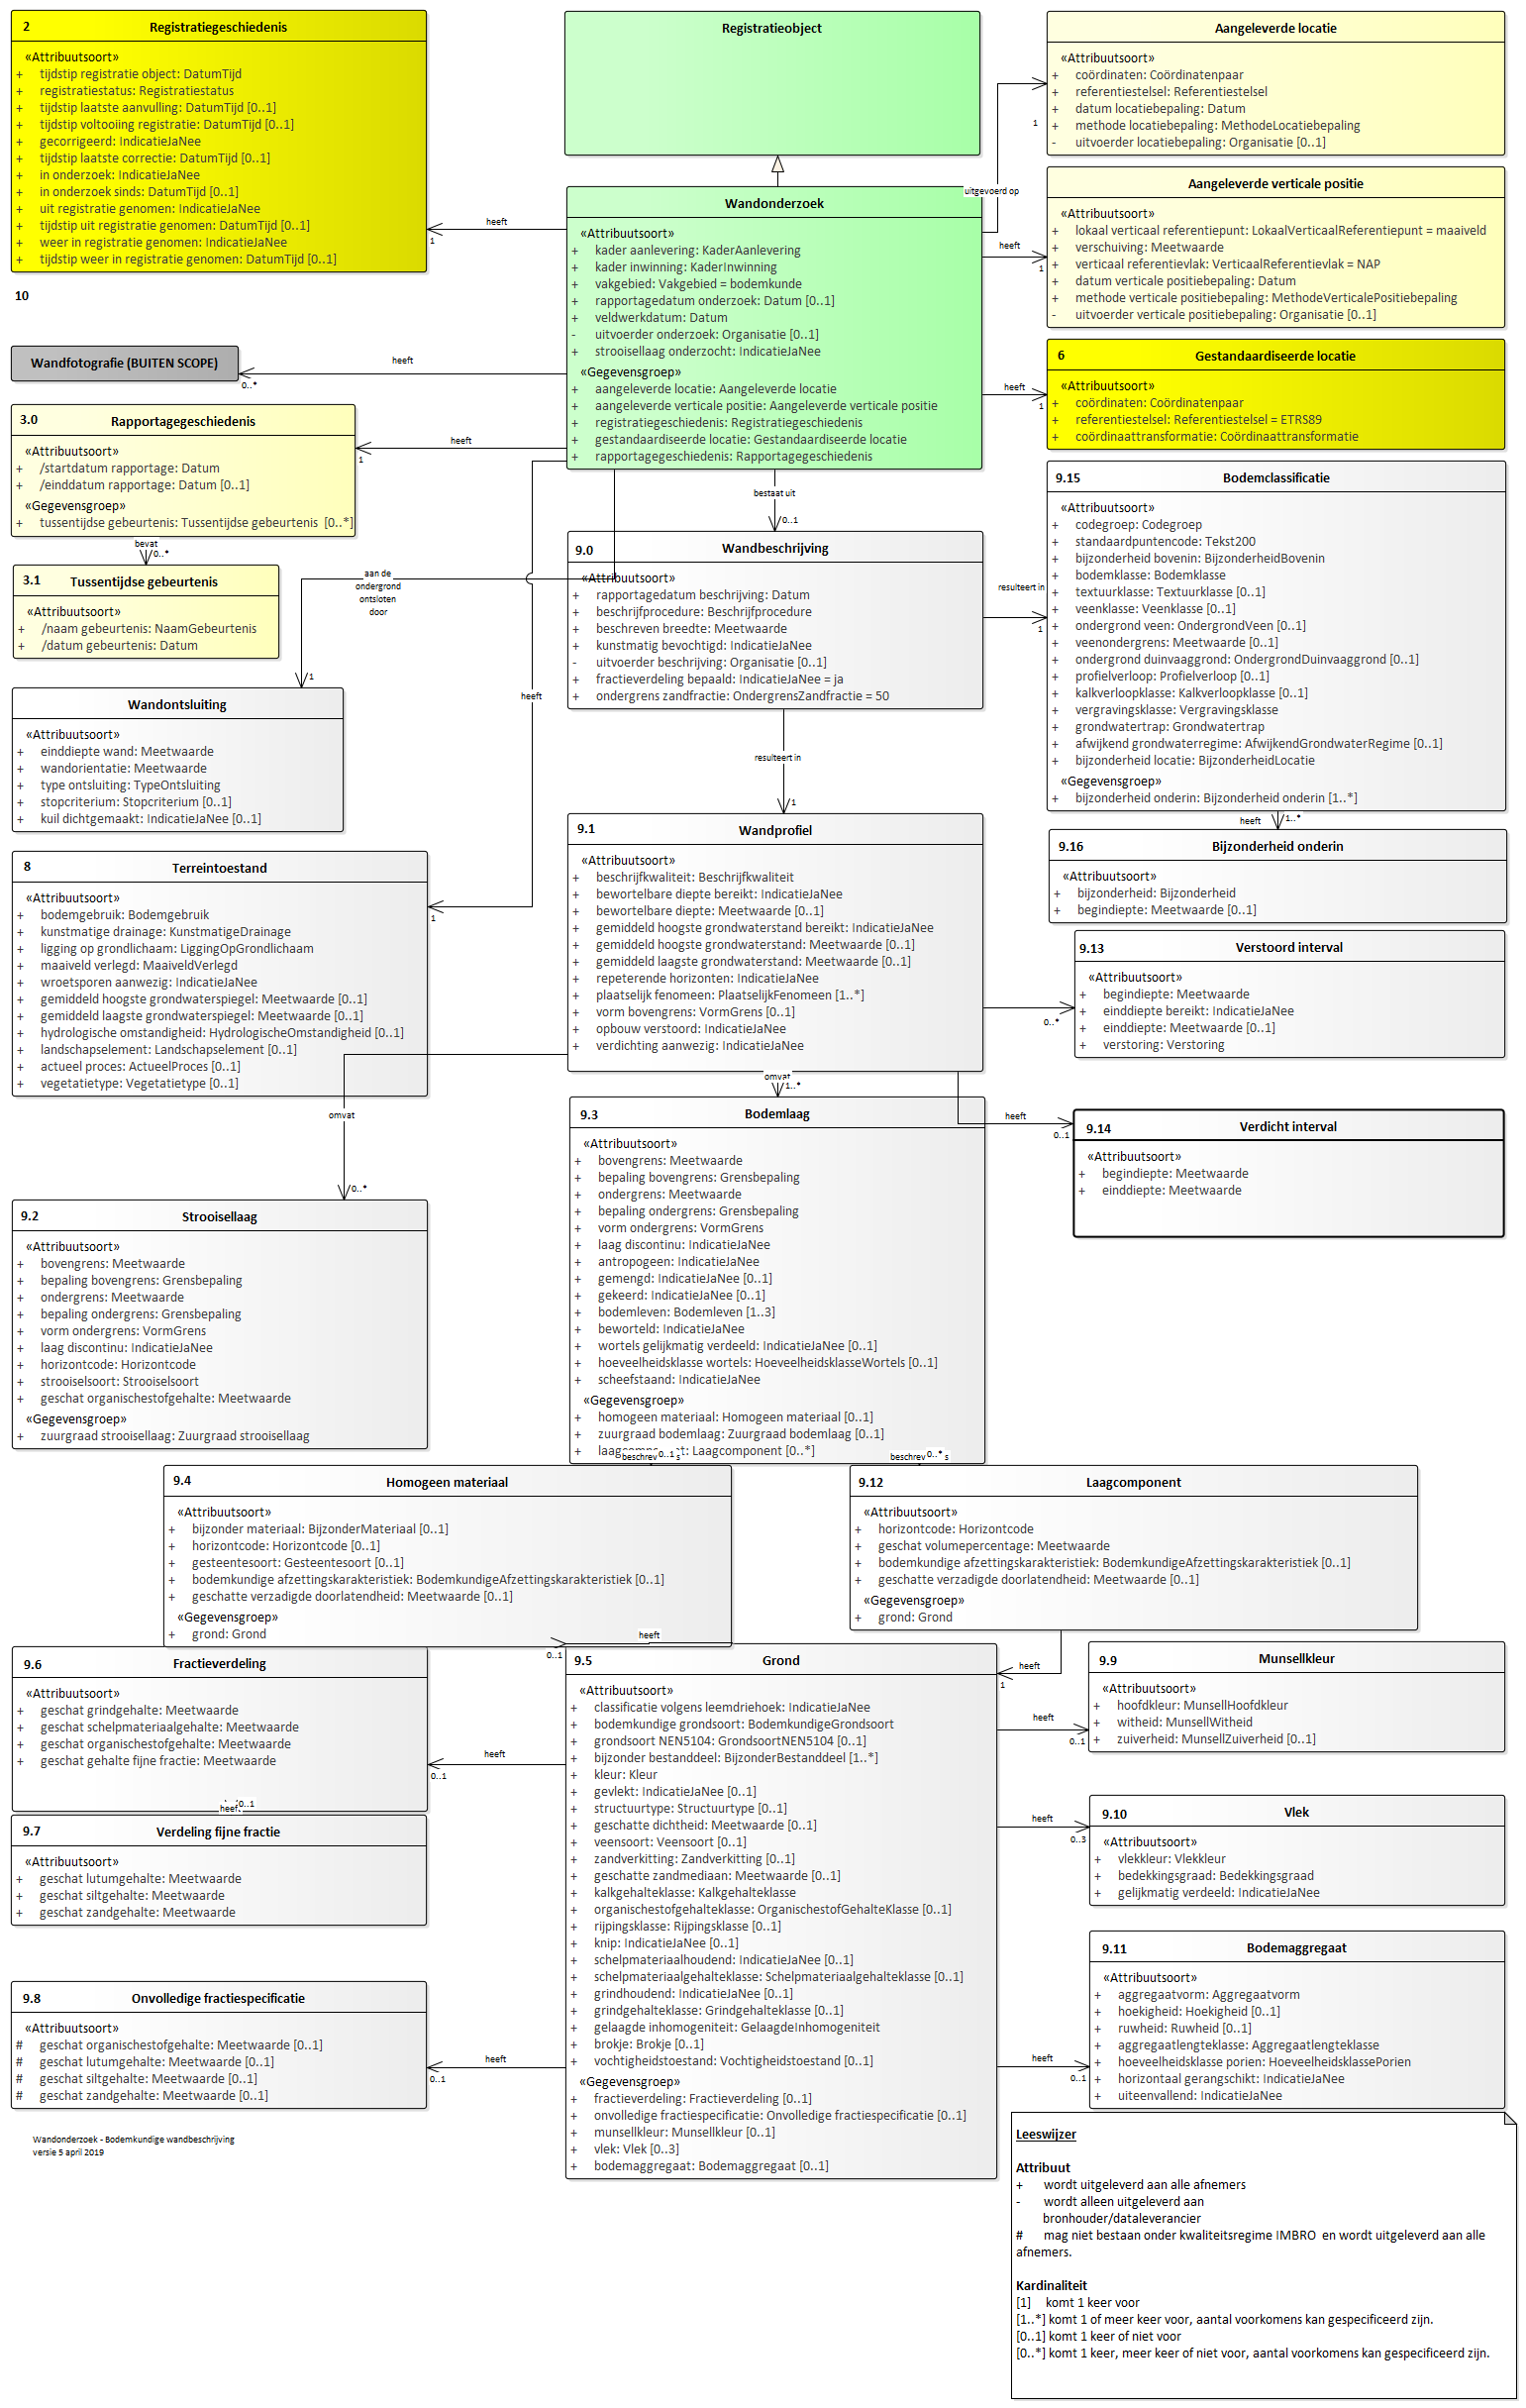 2 Registratiegeschiedenis
«Attribuutsoort»
+ tijdstip registratie object: DatumTijd
+ registratiestatus: Registratiestatus
+ tijdstip laatste aanvulling: DatumTijd [0..1]
+ tijdstip voltooiing registratie: DatumTijd [0..1]
+ gecorrigeerd: IndicatieJaNee
+ tijdstip laatste correctie: DatumTijd [0..1]
+ in onderzoek: IndicatieJaNee
+ in onderzoek sinds: DatumTijd [0..1]
+ uit registratie genomen: IndicatieJaNee
+ tijdstip uit registratie genomen: DatumTijd [0..1]
+ weer in registratie genomen: IndicatieJaNee
+ tijdstip weer in registratie genomen: DatumTijd [0..1]
10
Registratieobject
Aangeleverde locatie
«Attribuutsoort»
+ coördinaten: Coördinatenpaar
+ referentiestelsel: Referentiestelsel
+ datum locatiebepaling: Datum
+ methode locatiebepaling: MethodeLocatiebepaling
- uitvoerder locatiebepaling: Organisatie [0..1]
1
uitgevoerd op
Aangeleverde verticale positie
«Attribuutsoort»
+ lokaal verticaal referentiepunt: LokaalVerticaalReferentiepunt = maaiveld
+ verschuiving: Meetwaarde
+ verticaal referentievlak: VerticaalReferentievlak = NAP
+ datum verticale positiebepaling: Datum
+ methode verticale positiebepaling: MethodeVerticalePositiebepaling
- uitvoerder verticale positiebepaling: Organisatie [0..1]
heeft
1
Wandonderzoek
«Attribuutsoort»
+ kader aanlevering: KaderAanlevering
+ kader inwinning: KaderInwinning
+ vakgebied: Vakgebied = bodemkunde
+ rapportagedatum onderzoek: Datum [0..1]
+ veldwerkdatum: Datum
- uitvoerder onderzoek: Organisatie [0..1]
+ strooisellaag onderzocht: IndicatieJaNee
«Gegevensgroep»
+ aangeleverde locatie: Aangeleverde locatie
+ aangeleverde verticale positie: Aangeleverde verticale positie
+ registratiegeschiedenis: Registratiegeschiedenis
+ gestandaardiseerde locatie: Gestandaardiseerde locatie
+ rapportagegeschiedenis: Rapportagegeschiedenis
heeft
1
Wandfotografie (BUITEN SCOPE)
heeft
0..*
6 Gestandaardiseerde locatie
«Attribuutsoort»
+ coördinaten: Coördinatenpaar
+ referentiestelsel: Referentiestelsel = ETRS89
+ coördinaattransformatie: Coördinaattransformatie
heeft
1
3.0 Rapportagegeschiedenis
«Attribuutsoort»
+ /startdatum rapportage: Datum
+ /einddatum rapportage: Datum [0..1]
«Gegevensgroep»
+ tussentijdse gebeurtenis: Tussentijdse gebeurtenis [0..*]
heeft
1
bevat
0..*
3.1 Tussentijdse gebeurtenis
«Attribuutsoort»
+ /naam gebeurtenis: NaamGebeurtenis
+ /datum gebeurtenis: Datum
aan de
ondergrond
ontsloten
door
1
bestaat uit
0..1
9.0 Wandbeschrijving
«Attribuutsoort»
+ rapportagedatum beschrijving: Datum
+ beschrijfprocedure: Beschrijfprocedure
+ beschreven breedte: Meetwaarde
+ kunstmatig bevochtigd: IndicatieJaNee
- uitvoerder beschrijving: Organisatie [0..1]
+ fractieverdeling bepaald: IndicatieJaNee = ja
+ ondergrens zandfractie: OndergrensZandfractie = 50
resulteert in
1
9.15 Bodemclassificatie
«Attribuutsoort»
+ codegroep: Codegroep
+ standaardpuntencode: Tekst200
+ bijzonderheid bovenin: BijzonderheidBovenin
+ bodemklasse: Bodemklasse
+ textuurklasse: Textuurklasse [0..1]
+ veenklasse: Veenklasse [0..1]
+ ondergrond veen: OndergrondVeen [0..1]
+ veenondergrens: Meetwaarde [0..1]
+ ondergrond duinvaaggrond: OndergrondDuinvaaggrond [0..1]
+ profielverloop: Profielverloop [0..1]
+ kalkverloopklasse: Kalkverloopklasse [0..1]
+ vergravingsklasse: Vergravingsklasse
+ grondwatertrap: Grondwatertrap
+ afwijkend grondwaterregime: AfwijkendGrondwaterRegime [0..1]
+ bijzonderheid locatie: BijzonderheidLocatie
«Gegevensgroep»
+ bijzonderheid onderin: Bijzonderheid onderin [1..*]
heeft
1..*
Wandontsluiting
«Attribuutsoort»
+ einddiepte wand: Meetwaarde
+ wandorientatie: Meetwaarde
+ type ontsluiting: TypeOntsluiting
+ stopcriterium: Stopcriterium [0..1]
+ kuil dichtgemaakt: IndicatieJaNee [0..1]
heeft
1
resulteert in
1
9.16 Bijzonderheid onderin
«Attribuutsoort»
+ bijzonderheid: Bijzonderheid
+ begindiepte: Meetwaarde [0..1]
8 Terreintoestand
«Attribuutsoort»
+ bodemgebruik: Bodemgebruik
+ kunstmatige drainage: KunstmatigeDrainage
+ ligging op grondlichaam: LiggingOpGrondlichaam
+ maaiveld verlegd: MaaiveldVerlegd
+ wroetsporen aanwezig: IndicatieJaNee
+ gemiddeld hoogste grondwaterspiegel: Meetwaarde [0..1]
+ gemiddeld laagste grondwaterspiegel: Meetwaarde [0..1]
+ hydrologische omstandigheid: HydrologischeOmstandigheid [0..1]
+ landschapselement: Landschapselement [0..1]
+ actueel proces: ActueelProces [0..1]
+ vegetatietype: Vegetatietype [0..1]
9.1 Wandprofiel
«Attribuutsoort»
+ beschrijfkwaliteit: Beschrijfkwaliteit
+ bewortelbare diepte bereikt: IndicatieJaNee
+ bewortelbare diepte: Meetwaarde [0..1]
+ gemiddeld hoogste grondwaterstand bereikt: IndicatieJaNee
+ gemiddeld hoogste grondwaterstand: Meetwaarde [0..1]
+ gemiddeld laagste grondwaterstand: Meetwaarde [0..1]
+ repeterende horizonten: IndicatieJaNee
+ plaatselijk fenomeen: PlaatselijkFenomeen [1..*]
+ vorm bovengrens: VormGrens [0..1]
+ opbouw verstoord: IndicatieJaNee
+ verdichting aanwezig: IndicatieJaNee
0..*
9.13 Verstoord interval
«Attribuutsoort»
+ begindiepte: Meetwaarde
+ einddiepte bereikt: IndicatieJaNee
+ einddiepte: Meetwaarde [0..1]
+ verstoring: Verstoring
omvat
0..*
omvat
1..*
heeft
0..1
9.14 Verdicht interval
«Attribuutsoort»
+ begindiepte: Meetwaarde
+ einddiepte: Meetwaarde
9.3 Bodemlaag
«Attribuutsoort»
+ bovengrens: Meetwaarde
+ bepaling bovengrens: Grensbepaling
+ ondergrens: Meetwaarde
+ bepaling ondergrens: Grensbepaling
+ vorm ondergrens: VormGrens
+ laag discontinu: IndicatieJaNee
+ antropogeen: IndicatieJaNee
+ gemengd: IndicatieJaNee [0..1]
+ gekeerd: IndicatieJaNee [0..1]
+ bodemleven: Bodemleven [1..3]
+ beworteld: IndicatieJaNee
+ wortels gelijkmatig verdeeld: IndicatieJaNee [0..1]
+ hoeveelheidsklasse wortels: HoeveelheidsklasseWortels [0..1]
+ scheefstaand: IndicatieJaNee
«Gegevensgroep»
+ homogeen materiaal: Homogeen materiaal [0..1]
+ zuurgraad bodemlaag: Zuurgraad bodemlaag [0..1]
+ Laagcomponent [0..*]
9.2 Strooisellaag
«Attribuutsoort»
+ bovengrens: Meetwaarde
+ bepaling bovengrens: Grensbepaling
+ ondergrens: Meetwaarde
+ bepaling ondergrens: Grensbepaling
+ vorm ondergrens: VormGrens
+ laag discontinu: IndicatieJaNee
+ horizontcode: Horizontcode
+ strooiselsoort: Strooiselsoort
+ geschat organischestofgehalte: Meetwaarde
«Gegevensgroep»
+ zuurgraad strooisellaag: Zuurgraad strooisellaag
beschrev 0..1 s
beschrev 0..* s
9.4 Homogeen materiaal
«Attribuutsoort»
+ bijzonder materiaal: BijzonderMateriaal [0..1]
+ horizontcode: Horizontcode [0..1]
+ gesteentesoort: Gesteentesoort [0..1]
+ bodemkundige afzettingskarakteristiek: BodemkundigeAfzettingskarakteristiek [0..1]
+ geschatte verzadigde doorlatendheid: Meetwaarde [0..1]
«Gegevensgroep»
+ grond: Grond
heeft
0..1
9.12 Laagcomponent
«Attribuutsoort»
+ horizontcode: Horizontcode
+ geschat volumepercentage: Meetwaarde
+ bodemkundige afzettingskarakteristiek: BodemkundigeAfzettingskarakteristiek [0..1]
+ geschatte verzadigde doorlatendheid: Meetwaarde [0..1]
«Gegevensgroep»
+ grond: Grond
heeft
1
9.6 Fractieverdeling
«Attribuutsoort»
+ geschat grindgehalte: Meetwaarde
+ geschat schelpmateriaalgehalte: Meetwaarde
+ geschat organischestofgehalte: Meetwaarde
+ geschat gehalte fijne fractie: Meetwaarde
heeft
0..1
heeft
0..1
9.7 Verdeling fijne fractie
«Attribuutsoort»
+ geschat lutumgehalte: Meetwaarde
+ geschat siltgehalte: Meetwaarde
+ geschat zandgehalte: Meetwaarde
9.8 Onvolledige fractiespecificatie
«Attribuutsoort»
# geschat organischestofgehalte: Meetwaarde [0..1]
# geschat lutumgehalte: Meetwaarde [0..1]
# geschat siltgehalte: Meetwaarde [0..1]
# geschat zandgehalte: Meetwaarde [0..1]
heeft
0..1
9.5 Grond
«Attribuutsoort»
+ classificatie volgens leemdriehoek: IndicatieJaNee
+ bodemkundige grondsoort: BodemkundigeGrondsoort
+ grondsoort NEN5104: GrondsoortNEN5104 [0..1]
+ bijzonder bestanddeel: BijzonderBestanddeel [1..*]
+ kleur: Kleur
+ gevlekt: IndicatieJaNee [0..1]
+ structuurtype: Structuurtype [0..1]
+ geschatte dichtheid: Meetwaarde [0..1]
+ veensoort: Veensoort [0..1]
+ zandverkitting: Zandverkitting [0..1]
+ geschatte zandmediaan: Meetwaarde [0..1]
+ kalkgehalteklasse: Kalkgehalteklasse
+ organischestofgehalteklasse: OrganischestofGehalteKlasse [0..1]
+ rijpingsklasse: Rijpingsklasse [0..1]
+ knip: IndicatieJaNee [0..1]
+ schelpmateriaalhoudend: IndicatieJaNee [0..1]
+ schelpmateriaalgehalteklasse: Schelpmateriaalgehalteklasse [0..1]
+ grindhoudend: IndicatieJaNee [0..1]
+ grindgehalteklasse: Grindgehalteklasse [0..1]
+ gelaagde inhomogeniteit: GelaagdeInhomogeniteit
+ brokje: Brokje [0..1]
+ vochtigheidstoestand: Vochtigheidstoestand [0..1]
«Gegevensgroep»
+ fractieverdeling: Fractieverdeling [0..1]
+ onvolledige fractiespecificatie: Onvolledige fractiespecificatie [0..1]
+ munsellkleur: Munsellkleur [0..1]
+ vlek: Vlek [0..3]
+ bodemaggregaat: Bodemaggregaat [0..1]
heeft
0..1
9.9 Munsellkleur
«Attribuutsoort»
+ hoofdkleur: MunsellHoofdkleur
+ witheid: MunsellWitheid
+ zuiverheid: MunsellZuiverheid [0..1]
heeft
0..3
9.10 Vlek
«Attribuutsoort»
+ vlekkleur: Vlekkleur
+ bedekkingsgraad: Bedekkingsgraad
+ gelijkmatig verdeeld: IndicatieJaNee
heeft
0..1
9.11 Bodemaggregaat
«Attribuutsoort»
+ aggregaatvorm: Aggregaatvorm
+ hoekigheid: Hoekigheid [0..1]
+ ruwheid: Ruwheid [0..1]
+ aggregaatlengteklasse: Aggregaatlengteklasse
+ hoeveelheidsklasse porien: HoeveelheidsklassePorien
+ horizontaal gerangschikt: IndicatieJaNee
+ uiteenvallend: IndicatieJaNee
Wandonderzoek - Bodemkundige wandbeschrijving
versie 5 april 2019
Leeswijzer
Attribuut
+ wordt uitgeleverd aan alle afnemers
- wordt alleen uitgeleverd aan
bronhouder/dataleverancier
# mag niet bestaan onder kwaliteitsregime IMBRO en wordt uitgeleverd aan alle
afnemers.
Kardinaliteit
[1] komt 1 keer voor
[1..*] komt 1 of meer keer voor, aantal voorkomens kan gespecificeerd zijn.
[0..1] komt 1 keer of niet voor
[0..*] komt 1 keer, meer keer of niet voor, aantal voorkomens kan gespecificeerd zijn.